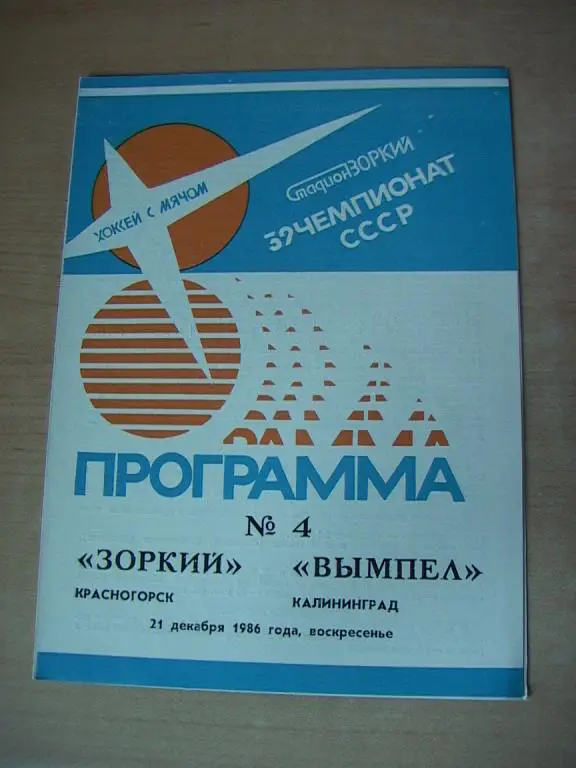 ХОККЕЙ С МЯЧОМ
Стадион ЗОРКИЙ
39 ЧЕМПИОНАТ
СССР
РАММА
ПРОГРАММА
№ 4
«ЗОРКИЙ» «ВЫМПЕЛ»
КРАСНОГОРСК КАЛИНИНГРАД
21 декабря 1986 года, воскресенье